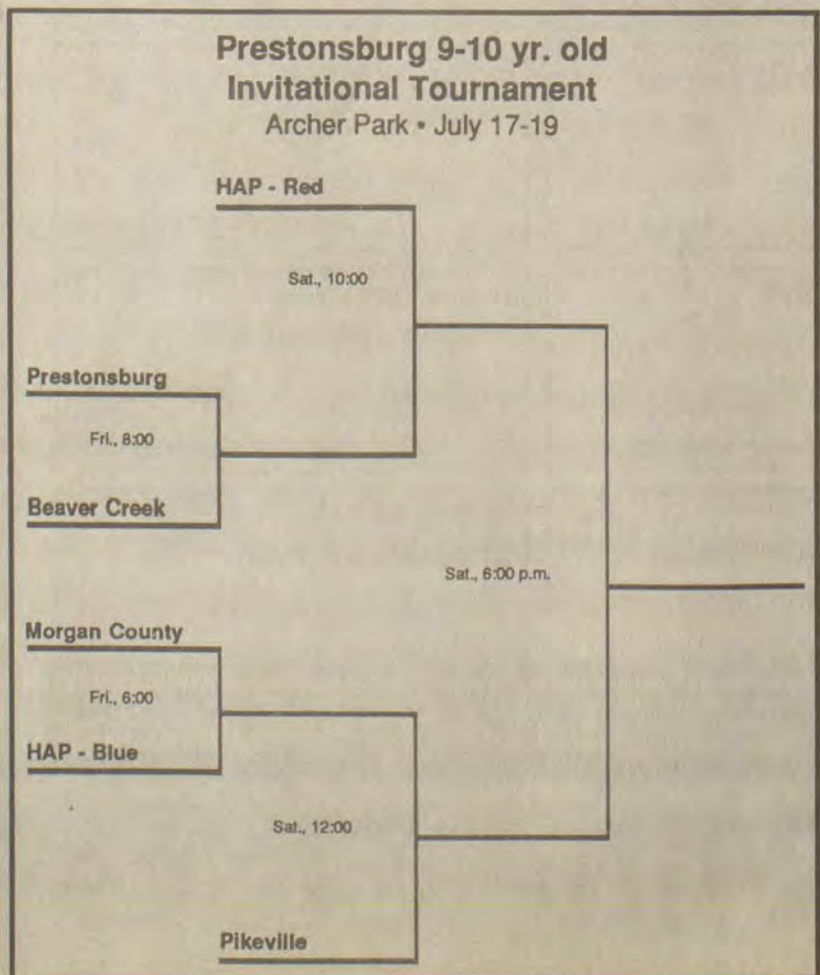 Prestonsburg 9-10 yr. old
Invitational Tournament
Archer Park • July 17-19
HAP - Red
Sat., 10:00
Prestonsburg
Fri., 8:00
Beaver Creek
Sat., 6:00 p.m.
Morgan County
Fri., 6:00
HAP - Blue
Sat., 12:00
Pikeville